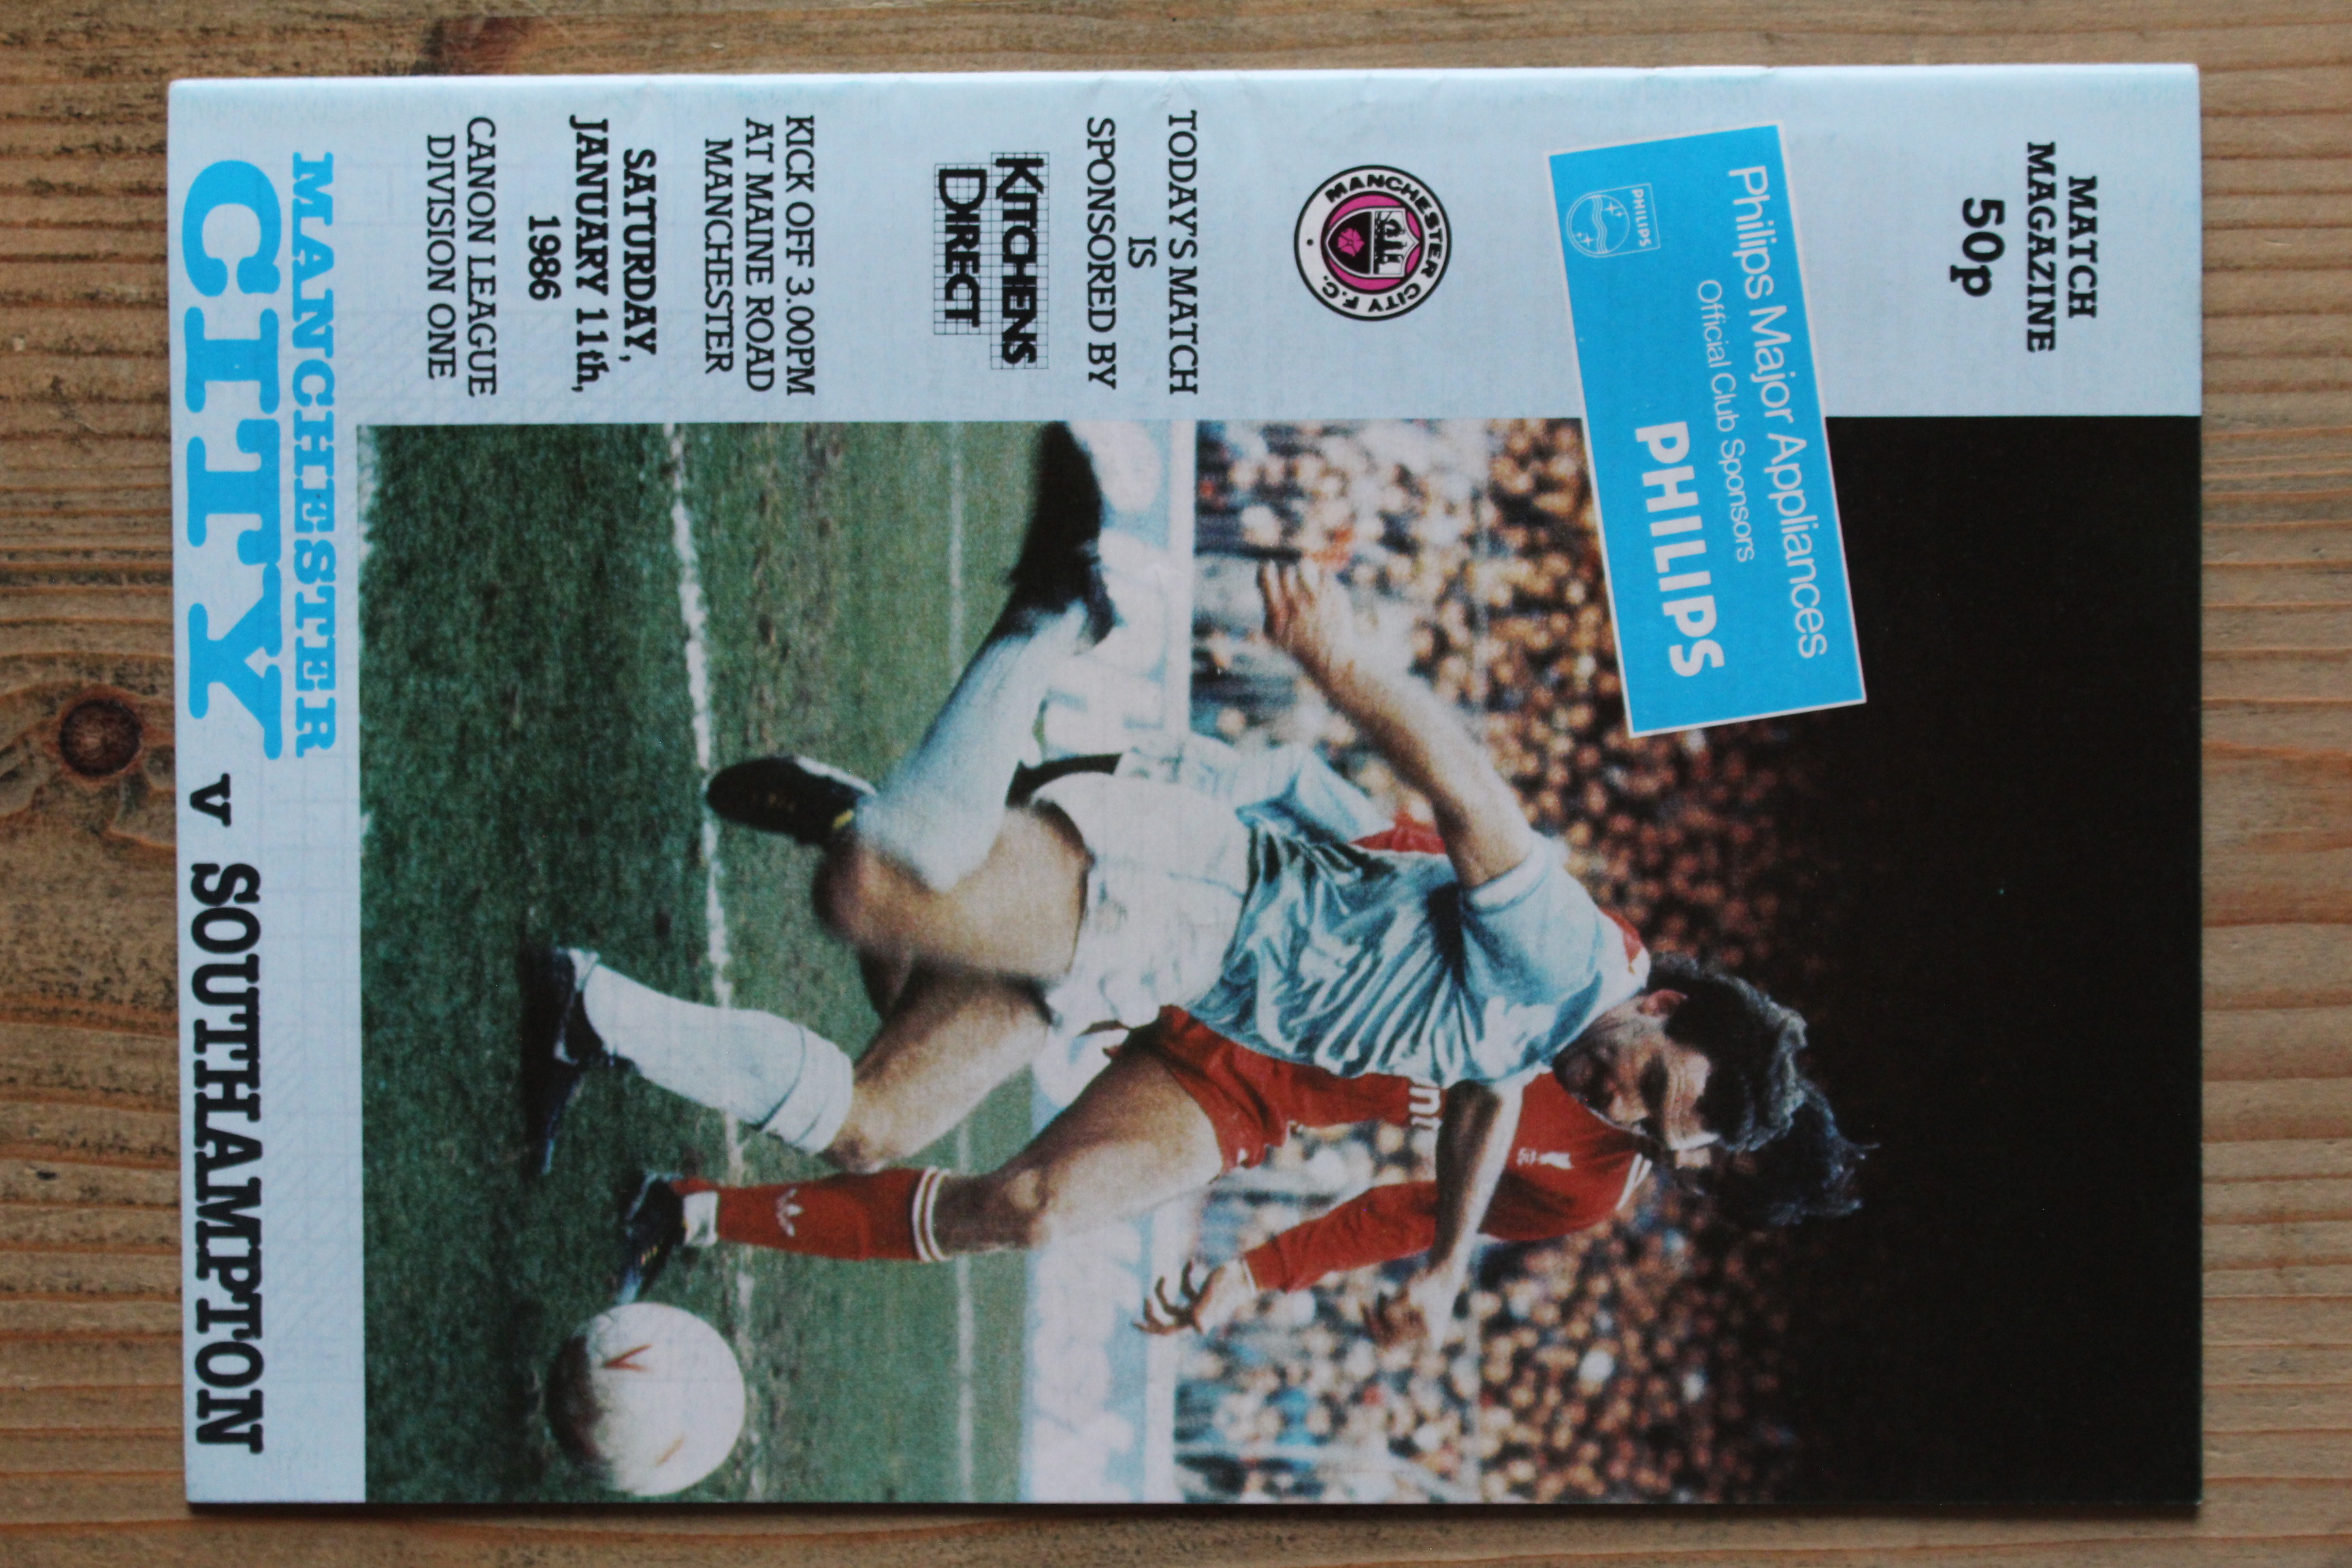 MATCH
MAGAZINE
50p
Philips Major Appliances
Official Club Sponsors
PHILIPS
PHILIPS
MANCHESTER CITY F.C.
TODAY'S MATCH
IS
SPONSORED BY
KITCHENS
DIRECT
KICK OFF 3.00PM
AT MAINE ROAD
MANCHESTER
SATURDAY,
JANUARY 11th,
1986
CANON LEAGUE
DIVISION ONE
MANCHESTER
CITY v SOUTHAMPTON